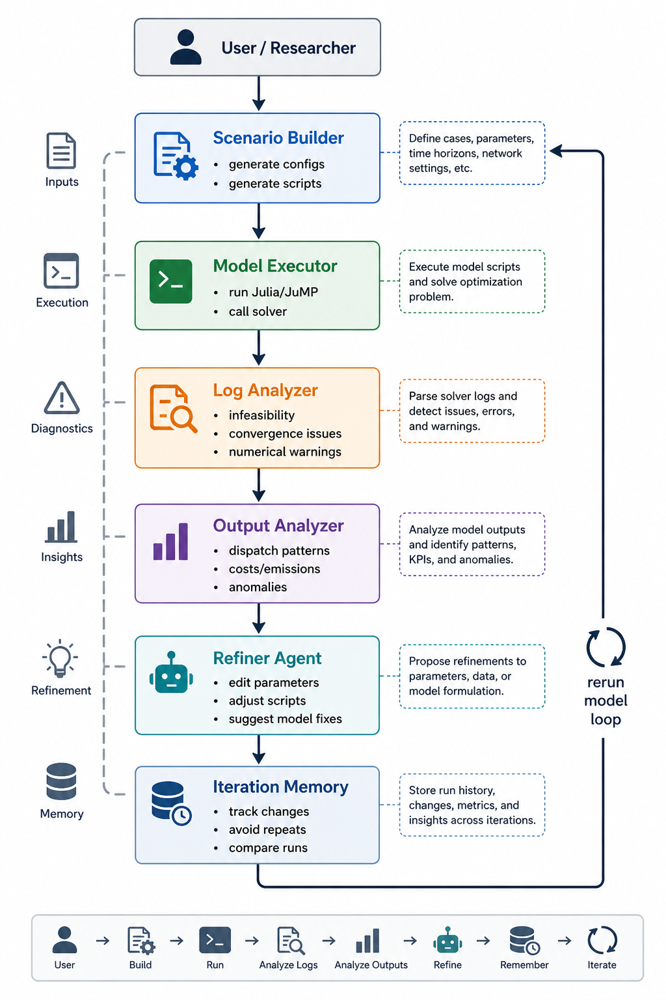 User / Researcher
Scenario Builder
• generate configs
• generate scripts
Define cases, parameters,
time horizons, network
settings, etc.
Inputs
Model Executor
• run Julia/JuMP
• call solver
Execute model scripts
and solve optimization
problem.
>_
>_
Execution
Log Analyzer
• infeasibility
• convergence issues
• numerical warnings
Parse solver logs and
detect issues, errors,
and warnings.
Diagnostics
Output Analyzer
• dispatch patterns
• costs/emissions
• anomalies
Analyze model outputs
and identify patterns,
KPIs, and anomalies.
Insights
Refiner Agent
• edit parameters
• adjust scripts
• suggest model fixes
Propose refinements to
parameters, data, or
model formulation.
Refinement
rerun
model
loop
Iteration Memory
• track changes
• avoid repeats
• compare runs
Store run history,
changes, metrics, and
insights across iterations.
Memory
>_
User
Build
Run
Analyze Logs
Analyze Outputs
Refine
Remember
Iterate